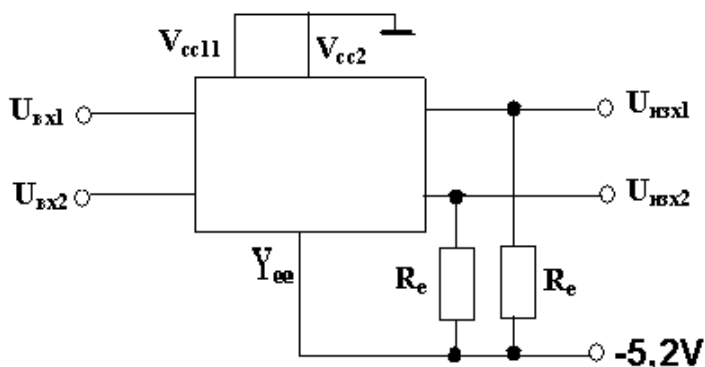 Vcc11
Vcc2
Uвх1
Uизх1
Uвх2
Uизх2
Yee
Re
Re
-5,2V